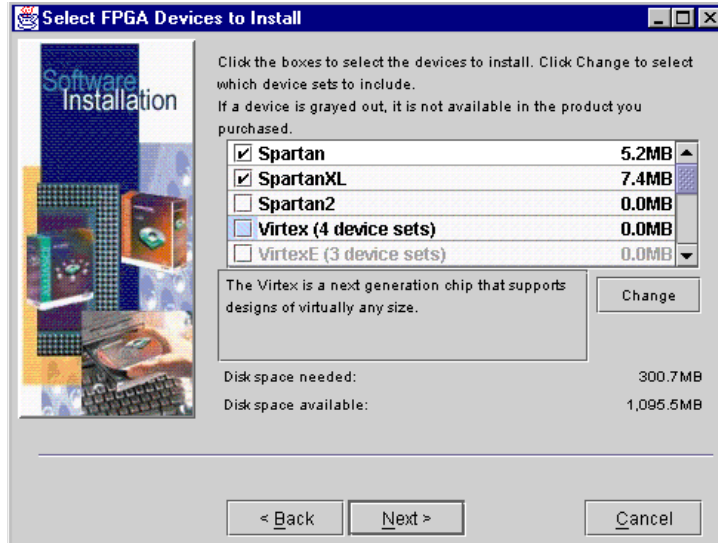 Select FPGA Devices to Install
Software
Installation
Click the boxes to select the devices to install. Click Change to select
which device sets to include.
If a device is grayed out, it is not available in the product you
purchased.
Spartan 5.2MB
SpartanXL 7.4MB
Spartan2 0.0MB
Virtex (4 device sets) 0.0MB
VirtexE (3 device sets) 0.0MB
The Virtex is a next generation chip that supports
designs of virtually any size.
Change
Disk space needed: 300.7MB
Disk space available: 1,095.5MB
ALLIANCE
< Back
Next >
Cancel